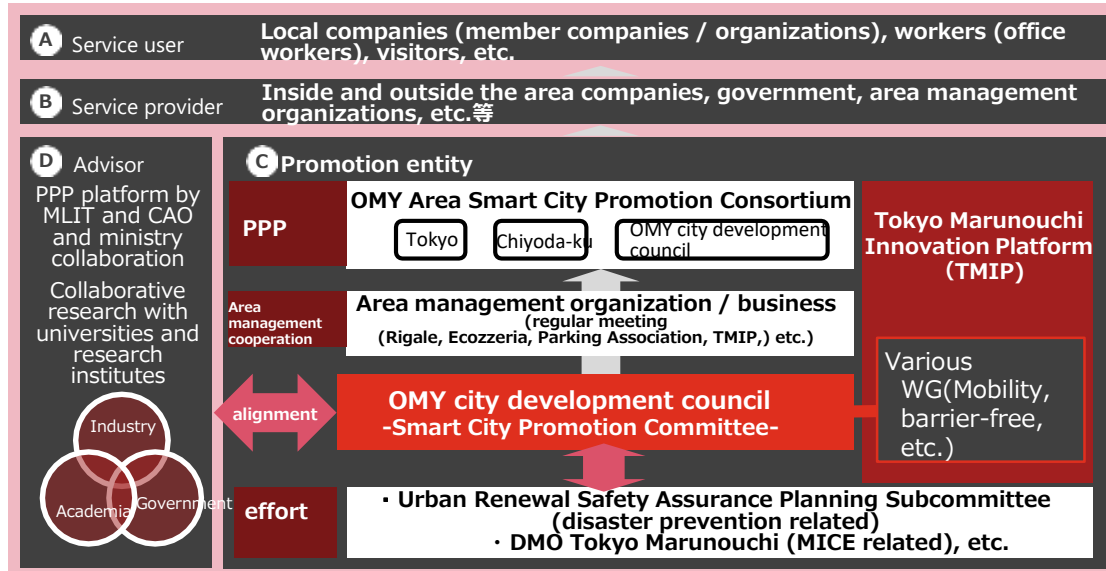 A Service user
Local companies (member companies / organizations), workers (office
workers), visitors, etc.
B Service provider
Inside and outside the area companies, government, area management
organizations, etc.等
D Advisor
PPP platform by
MLIT and CAO
and ministry
collaboration
Collaborative
research with
universities and
research
institutes
Industry
Academia
Government
C Promotion entity
PPP
OMY Area Smart City Promotion Consortium
Tokyo
Chiyoda-ku
OMY city development
council
Area
management
cooperation
Area management organization / business
(regular meeting
(Rigale, Ecozzeria, Parking Association, TMIP,) etc.)
alignment
OMY city development council
-Smart City Promotion Committee-
effort
・Urban Renewal Safety Assurance Planning Subcommittee
(disaster prevention related)
・DMO Tokyo Marunouchi (MICE related), etc.
Tokyo Marunouchi
Innovation Platform
(TMIP)
Various
WG(Mobility,
barrier-free,
etc.)